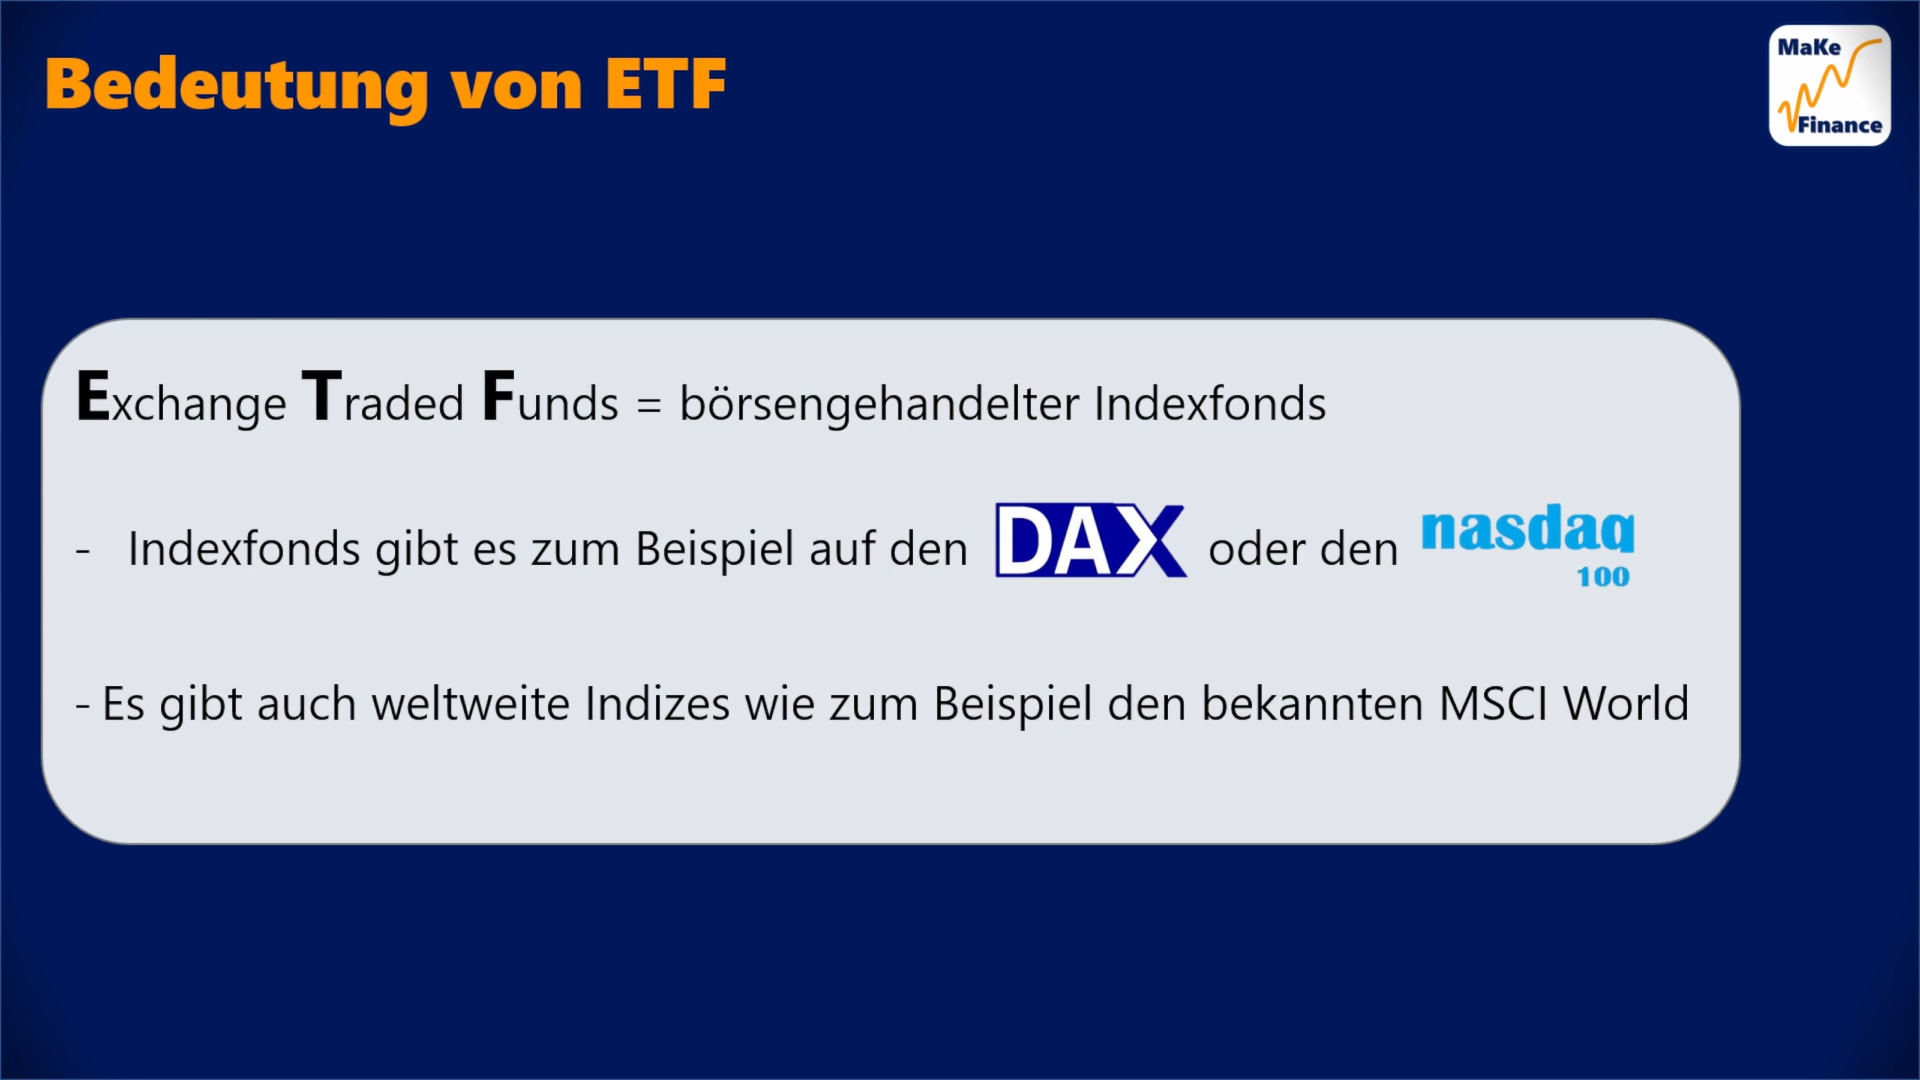 Bedeutung von ETF
MaKe
Finance
Exchange Traded Funds = börsengehandelter Indexfonds
- Indexfonds gibt es zum Beispiel auf den DAX oder den nasdaq
100
- Es gibt auch weltweite Indizes wie zum Beispiel den bekannten MSCI World